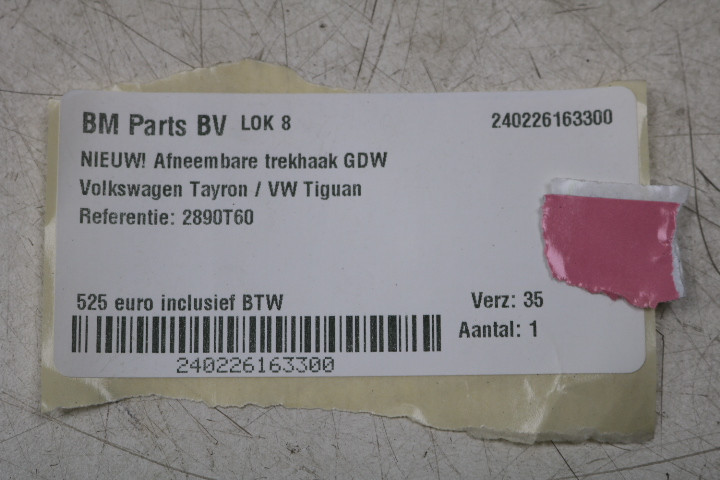 BM Parts BV LOK 8 240226163300
NIEUW! Afneembare trekhaak GDW
Volkswagen Tayron / VW Tiguan
Referentie: 2890T60
525 euro inclusief BTW Verz: 35
Aantal: 1
240226163300